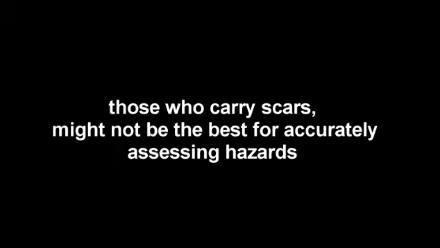 those who carry scars,
might not be the best for accurately
assessing hazards